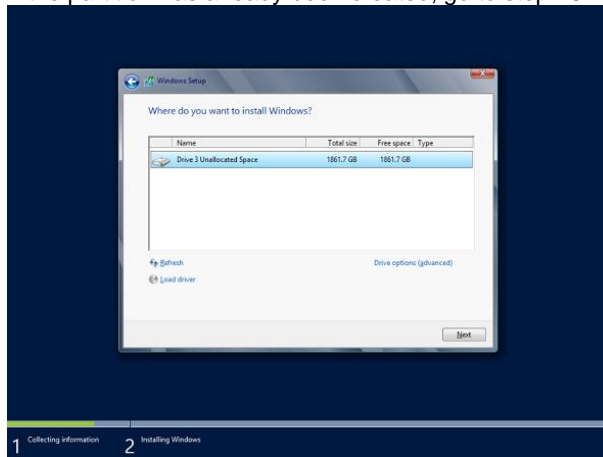 Windows Setup
Where do you want to install Windows?
Name Total size Free space Type
Drive 3 Unallocated Space 1861.7 GB 1861.7 GB
Refresh Drive options (advanced)
Load driver
Next
1 Collecting information 2 Installing Windows